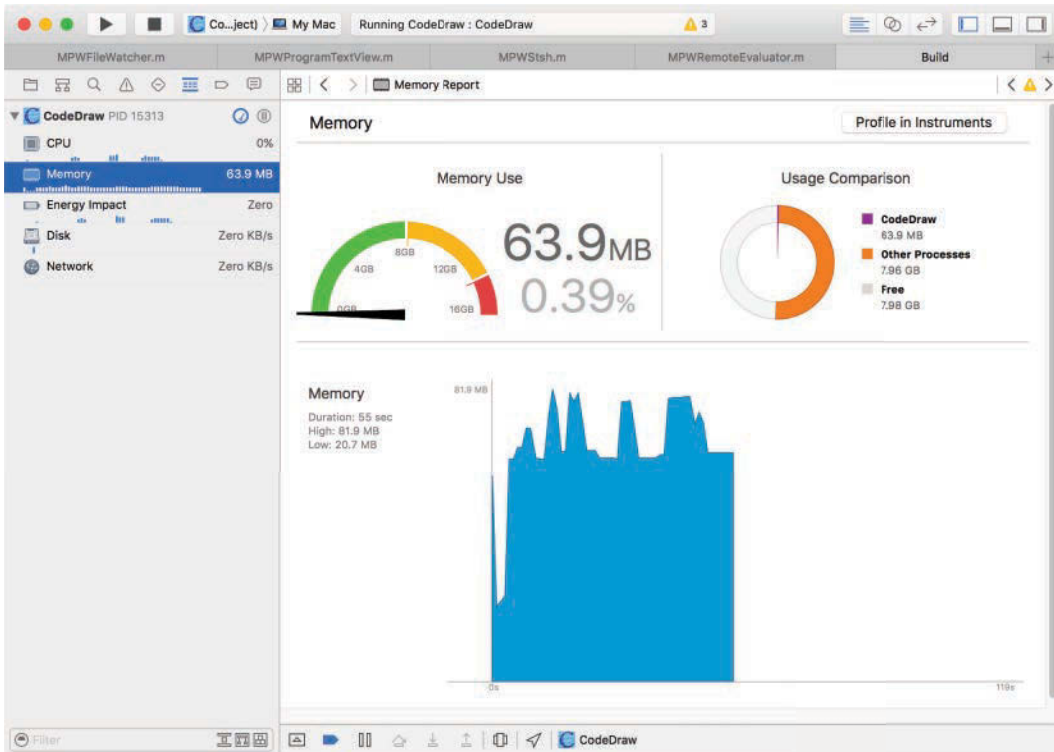 Co...ject) My Mac Running CodeDraw : CodeDraw 3
MPWFileWatcher.m MPWProgramTextView.m MPWStsh.m MPWRemoteEvaluator.m Build
Memory Report
CodeDraw PID 15313
CPU 0%
Memory 63.9 MB
Energy Impact Zero
Disk Zero KB/s
Network Zero KB/s
Memory
Profile in Instruments
Memory Use
0GB
4GB
8GB
12GB
16GB
63.9MB
0.39%
Usage Comparison
CodeDraw
63.9 MB
Other Processes
7.96 GB
Free
7.98 GB
Memory
Duration: 55 sec
High: 81.9 MB
Low: 20.7 MB
81.9 MB
0s
119s
Filter
CodeDraw